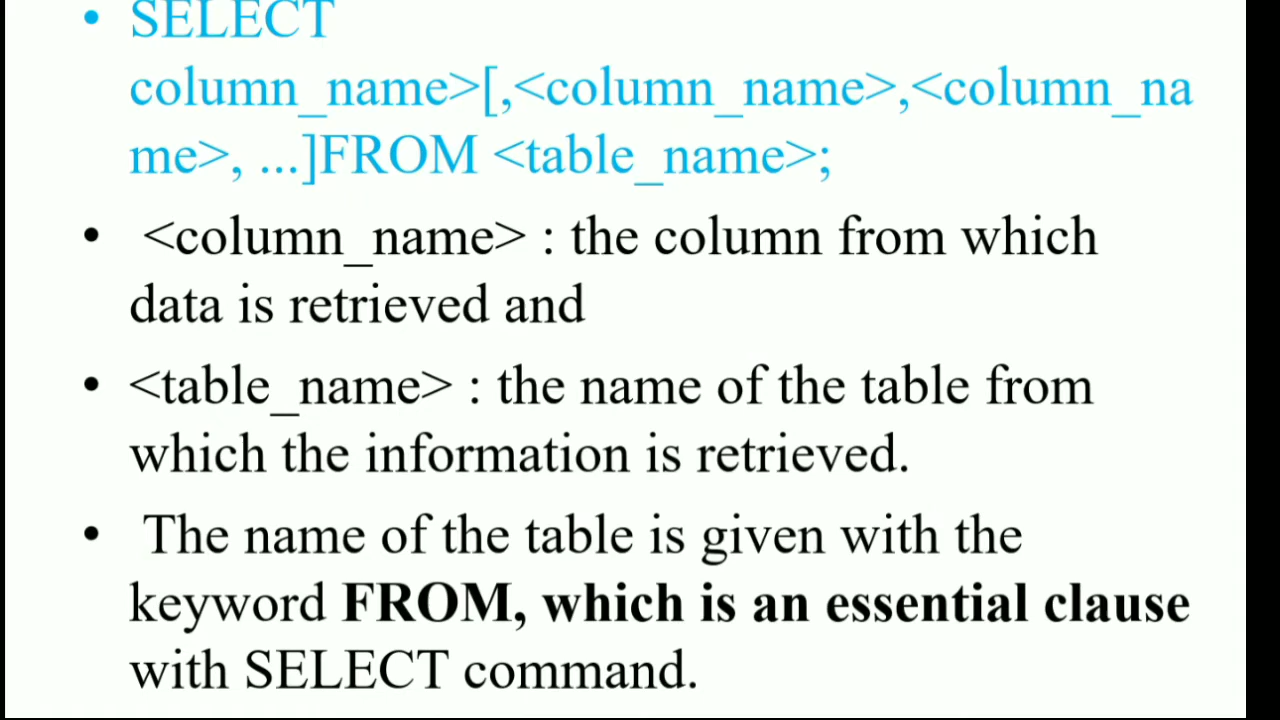 • SELECT
column_name>[,<column_name>,<column_na
me>, ...]FROM <table_name>;
• <column_name> : the column from which
data is retrieved and
• <table_name> : the name of the table from
which the information is retrieved.
• The name of the table is given with the
keyword FROM, which is an essential clause
with SELECT command.